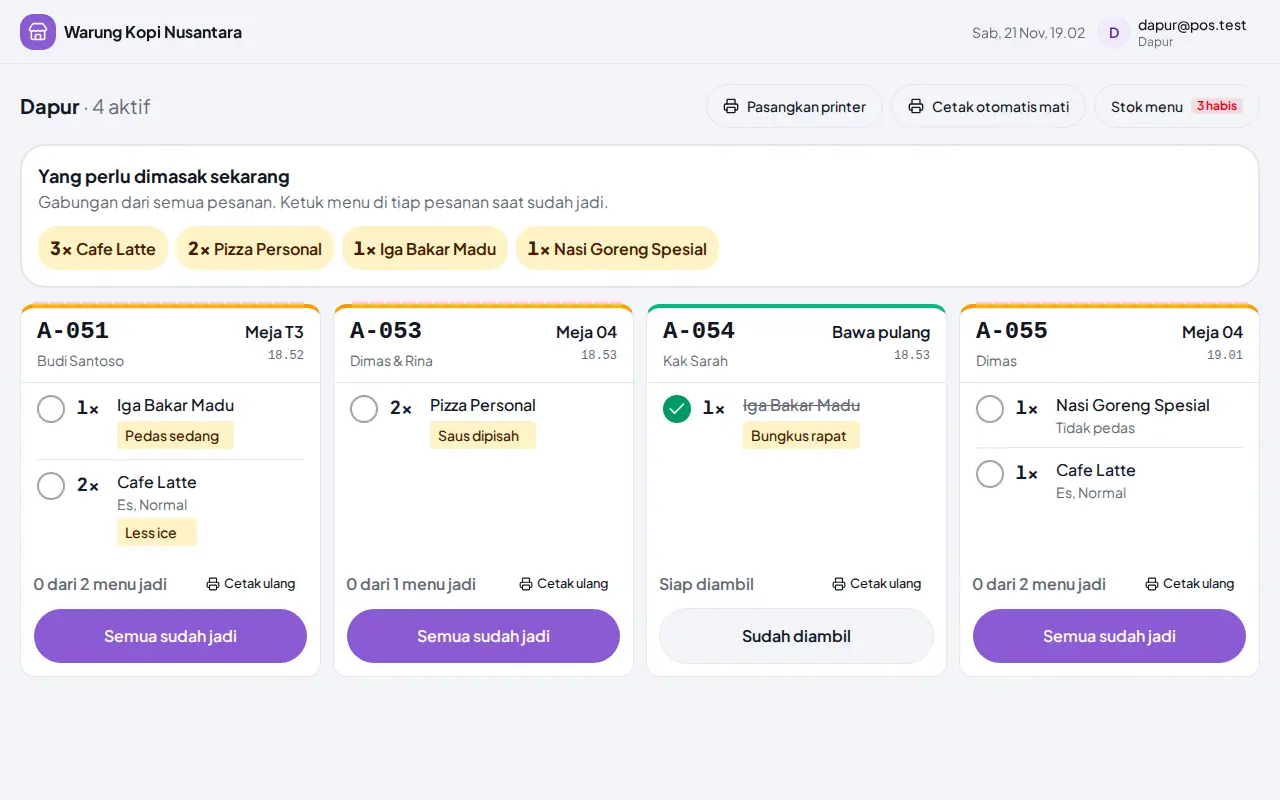 Warung Kopi Nusantara
Sab, 21 Nov, 19.02
D
dapur@pos.test
Dapur
Dapur · 4 aktif
Pasangkan printer
Cetak otomatis mati
Stok menu
3 habis
Yang perlu dimasak sekarang
Gabungan dari semua pesanan. Ketuk menu di tiap pesanan saat sudah jadi.
3× Cafe Latte
2× Pizza Personal
1× Iga Bakar Madu
1× Nasi Goreng Spesial
A-051
Meja T3
Budi Santoso
18.52
1× Iga Bakar Madu
Pedas sedang
2× Cafe Latte
Es, Normal
Less ice
0 dari 2 menu jadi
Cetak ulang
Semua sudah jadi
A-053
Meja 04
Dimas & Rina
18.53
2× Pizza Personal
Saus dipisah
0 dari 1 menu jadi
Cetak ulang
Semua sudah jadi
A-054
Bawa pulang
Kak Sarah
18.53
1× Iga Bakar Madu
Bungkus rapat
Siap diambil
Cetak ulang
Sudah diambil
A-055
Meja 04
Dimas
19.01
1× Nasi Goreng Spesial
Tidak pedas
1× Cafe Latte
Es, Normal
0 dari 2 menu jadi
Cetak ulang
Semua sudah jadi